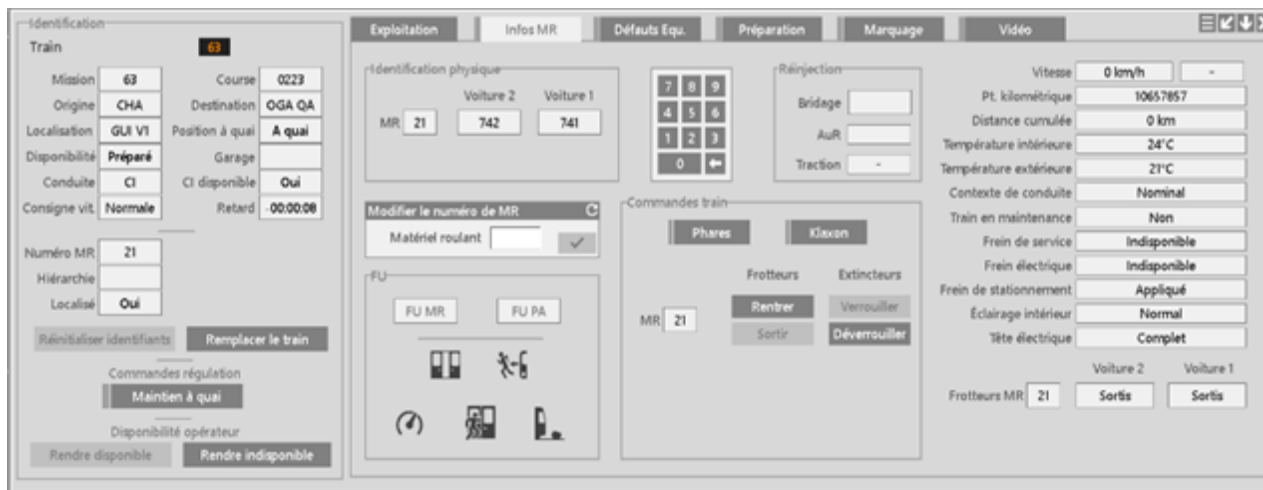 Identification
Train 63
Mission 63 Course 0223
Origine CHA Destination OGA QA
Localisation GUI V1 Position à quai A quai
Disponibilité Préparé Garage
Conduite CI CI disponible Oui
Consigne vit. Normale Retard -00:00:08
Numéro MR 21
Hiérarchie
Localisé Oui
Réinitialiser identifiants Remplacer le train
Commandes régulation
Maintien à quai
Disponibilité opérateur
Rendre disponible Rendre indisponible
Exploitation Infos MR Défauts Equ. Préparation Marquage Vidéo
Identification physique
Voiture 2 Voiture 1
MR 21 742 741
7 8 9
4 5 6
1 2 3
0
Réinjection
Bridage
AuR
Traction -
Modifier le numéro de MR
Matériel roulant
FU
FU MR FU PA
Commandes train
Phares Klaxon
Frotteurs Extincteurs
MR 21
Rentrer Verrouiller
Sortir Déverrouiller
Vitesse 0 km/h -
Pt. kilométrique 10657857
Distance cumulée 0 km
Température intérieure 24°C
Température extérieure 21°C
Contexte de conduite Nominal
Train en maintenance Non
Frein de service Indisponible
Frein électrique Indisponible
Frein de stationnement Appliqué
Éclairage intérieur Normal
Tête électrique Complet
Voiture 2 Voiture 1
Frotteurs MR 21 Sortis Sortis